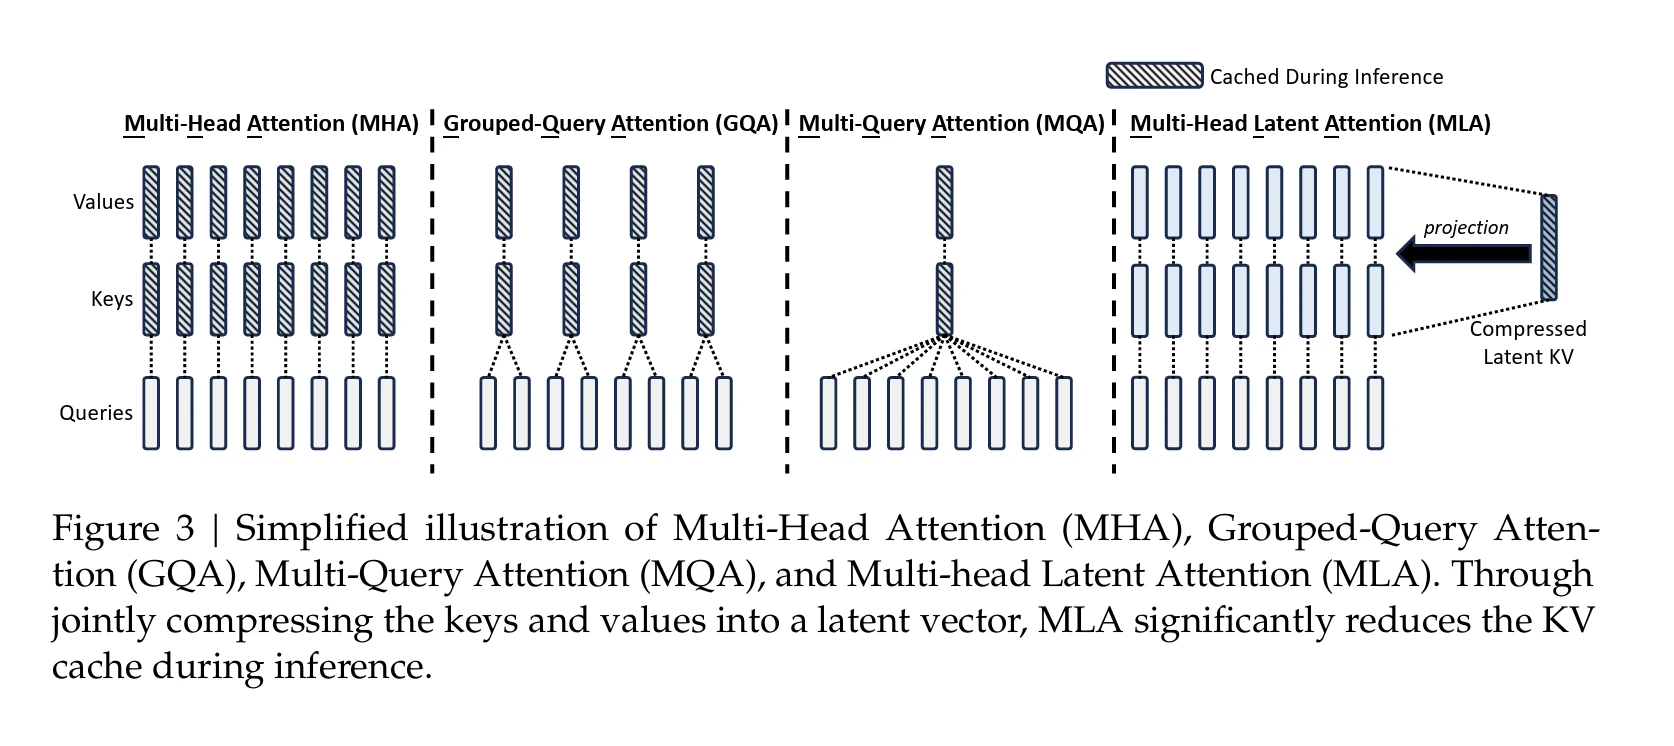 Cached During Inference
Multi-Head Attention (MHA)
Grouped-Query Attention (GQA)
Multi-Query Attention (MQA)
Multi-Head Latent Attention (MLA)
Values
Keys
Queries
projection
Compressed
Latent KV
Figure 3 | Simplified illustration of Multi-Head Attention (MHA), Grouped-Query Atten-
tion (GQA), Multi-Query Attention (MQA), and Multi-head Latent Attention (MLA). Through
jointly compressing the keys and values into a latent vector, MLA significantly reduces the KV
cache during inference.